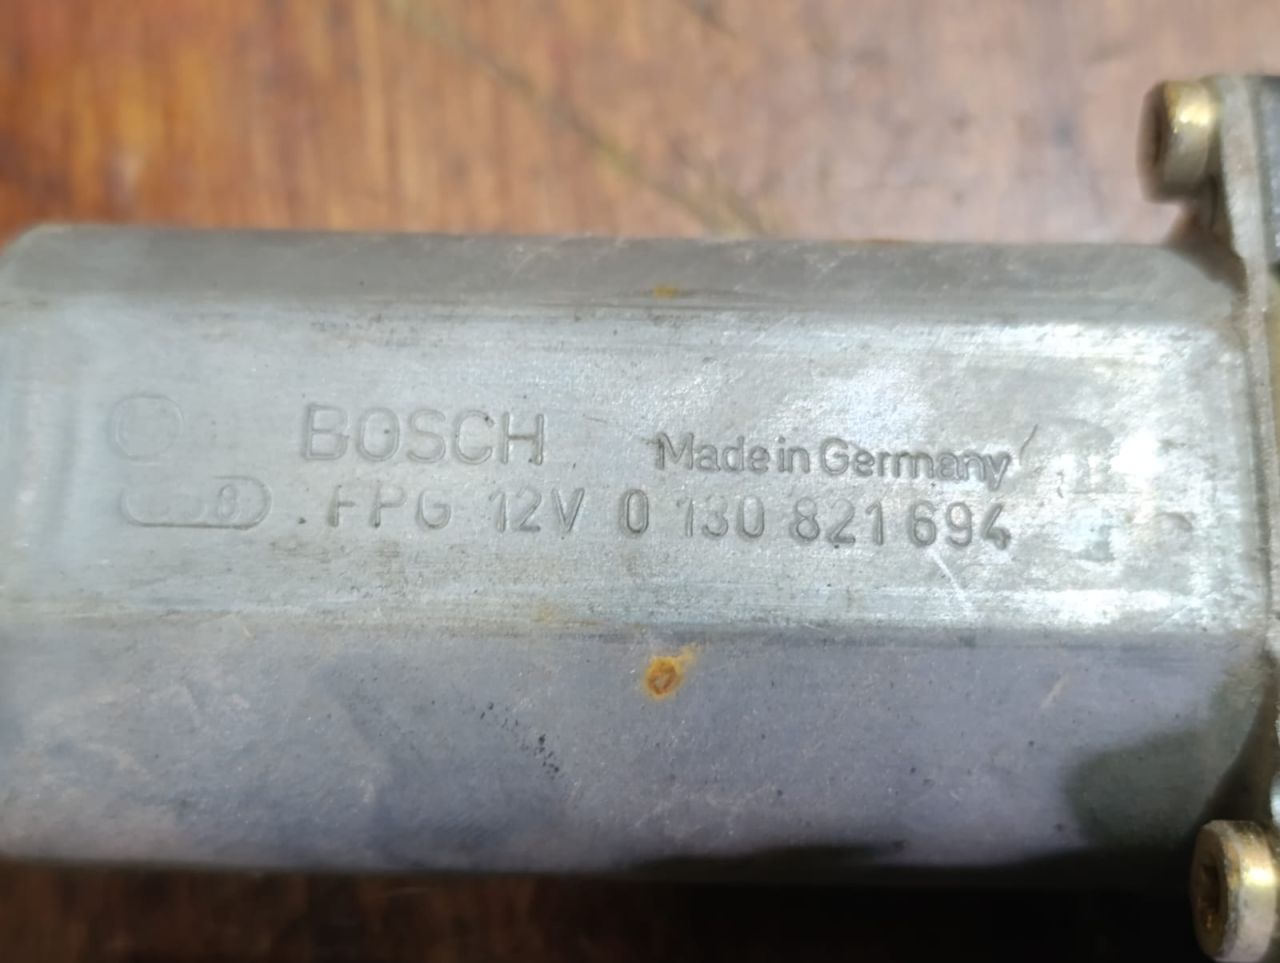 BOSCH Made in Germany
FPG 12V 0 130 821 694